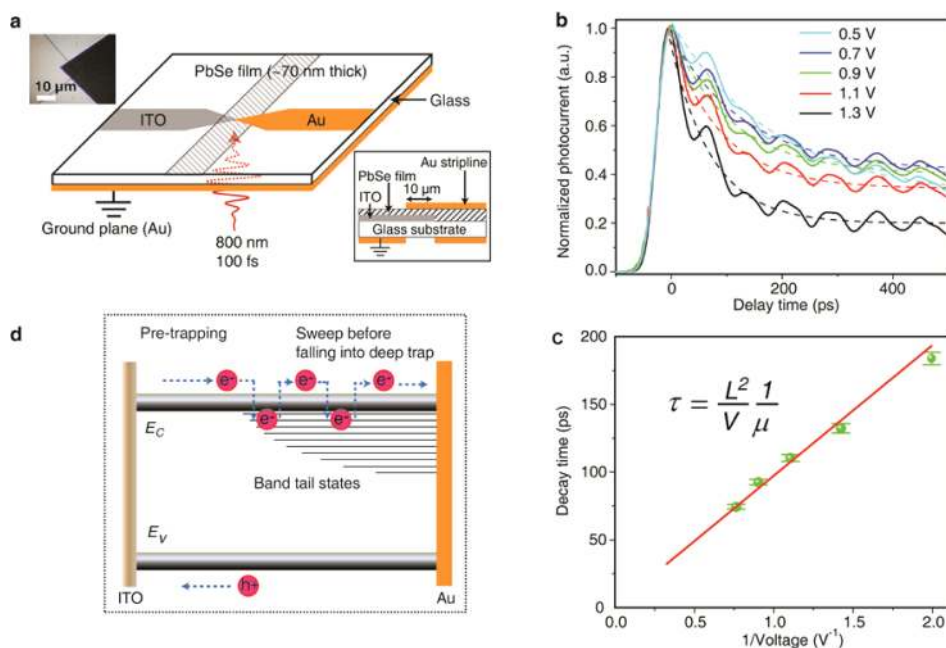 a
10 µm
PbSe film (~70 nm thick)
Glass
ITO
Au
Ground plane (Au)
800 nm
100 fs
Au stripline
PbSe film
10 µm
ITO
Glass substrate
b
Normalized photocurrent (a.u.)
1.0
0.8
0.6
0.4
0.2
0.0
0.5 V
0.7 V
0.9 V
1.1 V
1.3 V
0
200
400
Delay time (ps)
d
Pre-trapping
Sweep before
falling into deep trap
e-
e-
e-
e-
e-
EC
Band tail states
EV
h+
ITO
Au
c
Decay time (ps)
200
150
100
50
0
τ = L²/V 1/μ
0.0
0.5
1.0
1.5
2.0
1/Voltage (V⁻¹)